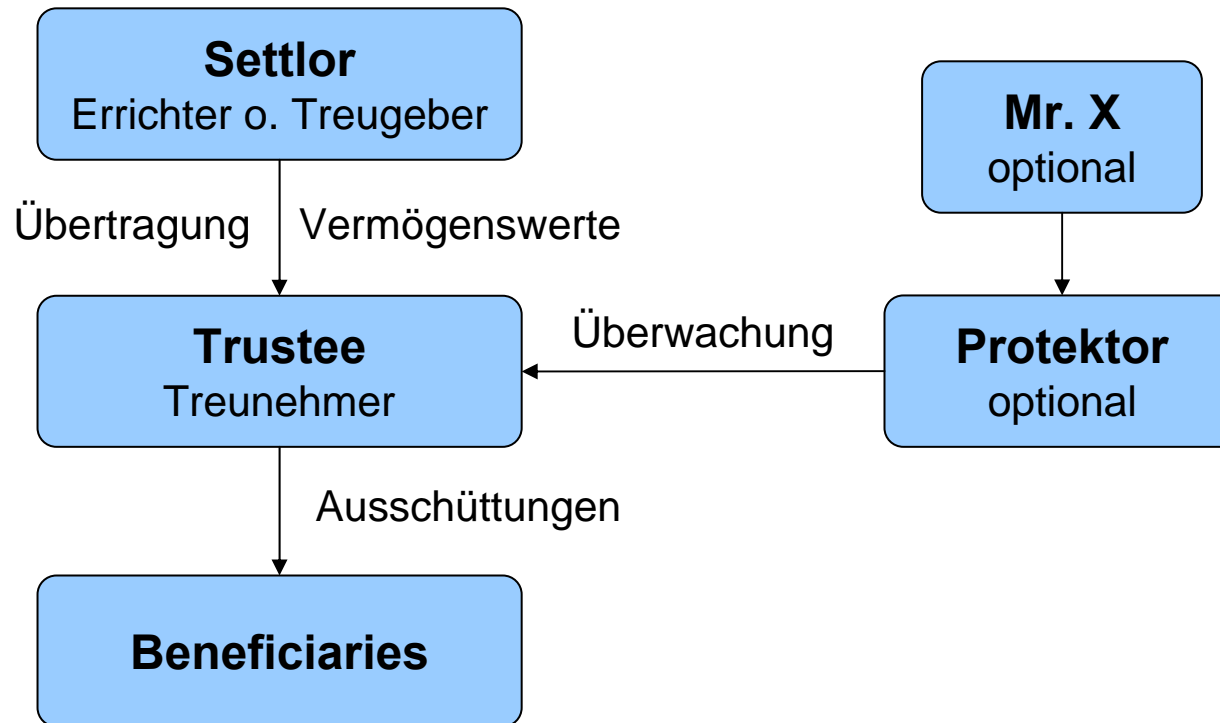 Settlor
Errichter o. Treugeber
Mr. X
optional
Übertragung
Vermögenswerte
Trustee
Treunehmer
Überwachung
Protektor
optional
Ausschüttungen
Beneficiaries